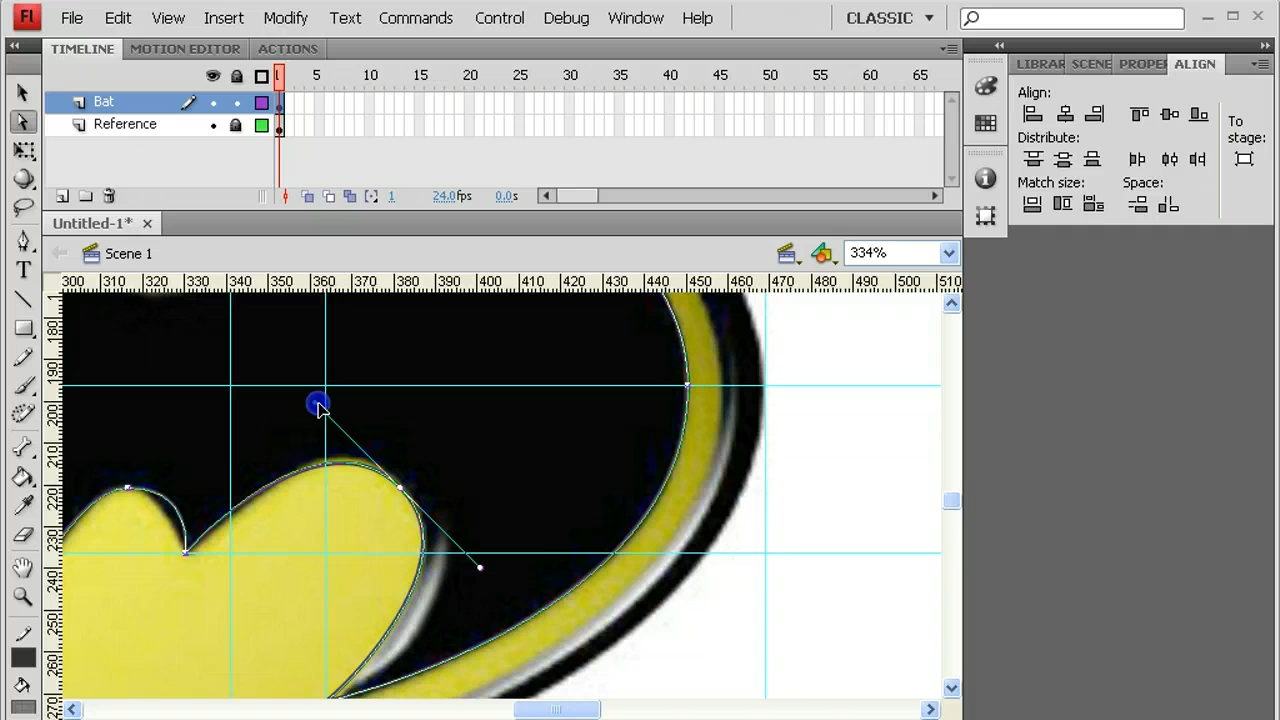 Fl File Edit View Insert Modify Text Commands Control Debug Window Help CLASSIC
TIMELINE MOTION EDITOR ACTIONS
LIBRAR SCENE PROPER ALIGN
1 5 10 15 20 25 30 35 40 45 50 55 60 65
Bat
Reference
1 24.0fps 0.0s
Align:
Distribute:
To
stage:
Match size:
Space:
Untitled-1*
Scene 1
334%
300 310 320 330 340 350 360 370 380 390 400 410 420 430 440 450 460 470 480 490 500 510
180
190
200
210
220
230
240
250
260
270
T